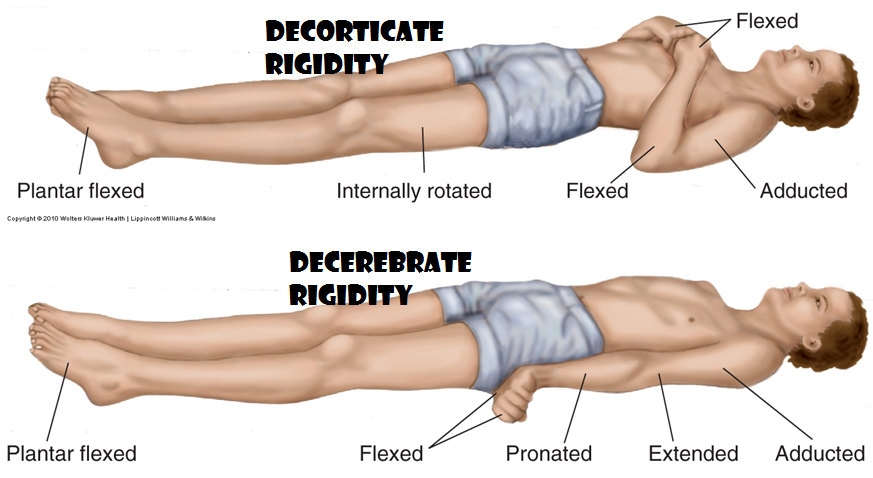 DECORTICATE
RIGIDITY
Flexed
Plantar flexed
Internally rotated
Flexed
Adducted
Copyright © 2010 Wolters Kluwer Health | Lippincott Williams & Wilkins
DECEREBRATE
RIGIDITY
Plantar flexed
Flexed
Pronated
Extended
Adducted